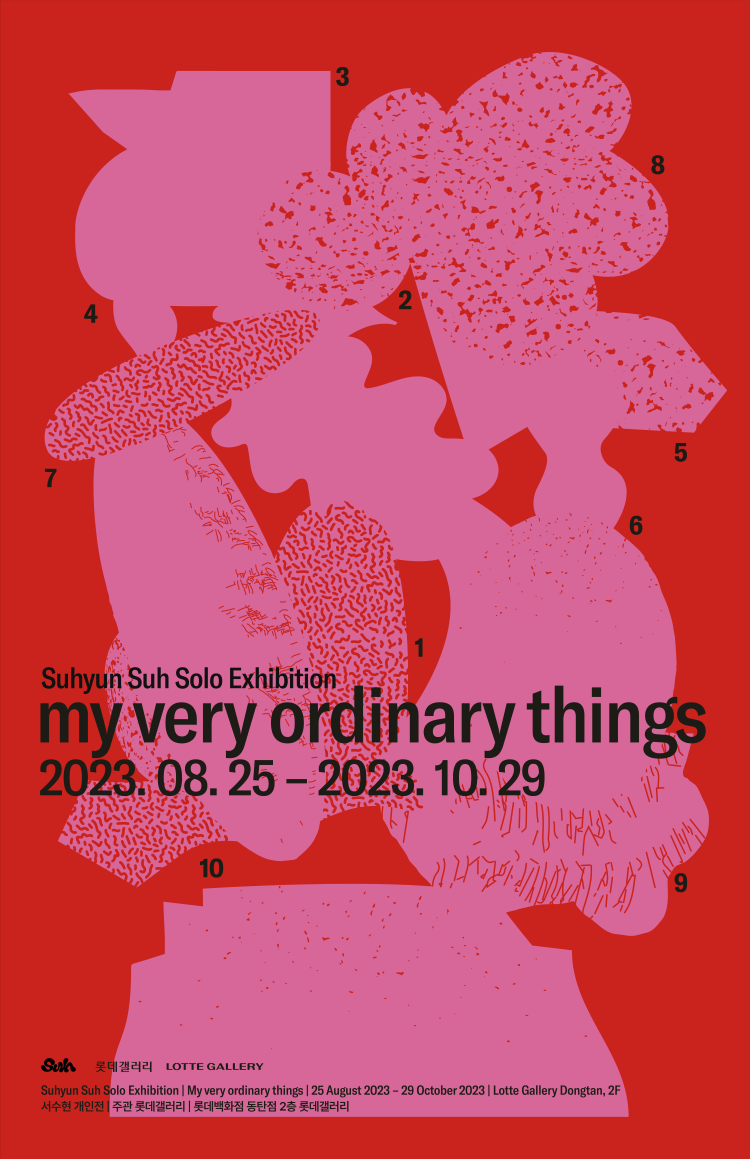 3
8
2
4
5
7
6
1
Suhyun Suh Solo Exhibition
my very ordinary things
2023. 08. 25 – 2023. 10. 29
10
9
Suh 롯데갤러리 LOTTE GALLERY
Suhyun Suh Solo Exhibition | My very ordinary things | 25 August 2023 – 29 October 2023 | Lotte Gallery Dongtan, 2F
서수현 개인전 | 주관 롯데갤러리 | 롯데백화점 동탄점 2층 롯데갤러리